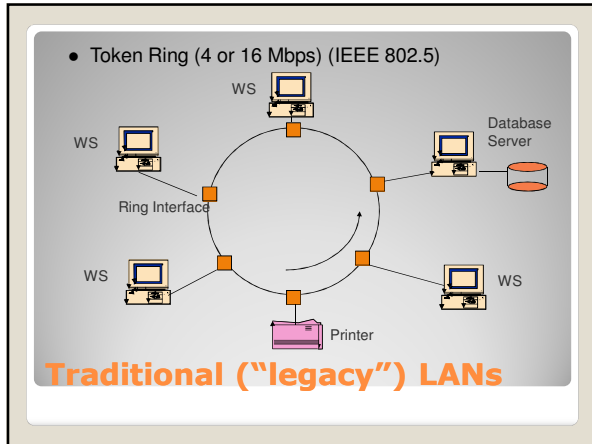 ● Token Ring (4 or 16 Mbps) (IEEE 802.5)
WS
WS
Database
Server
Ring Interface
WS
WS
Printer
Traditional (“legacy”) LANs